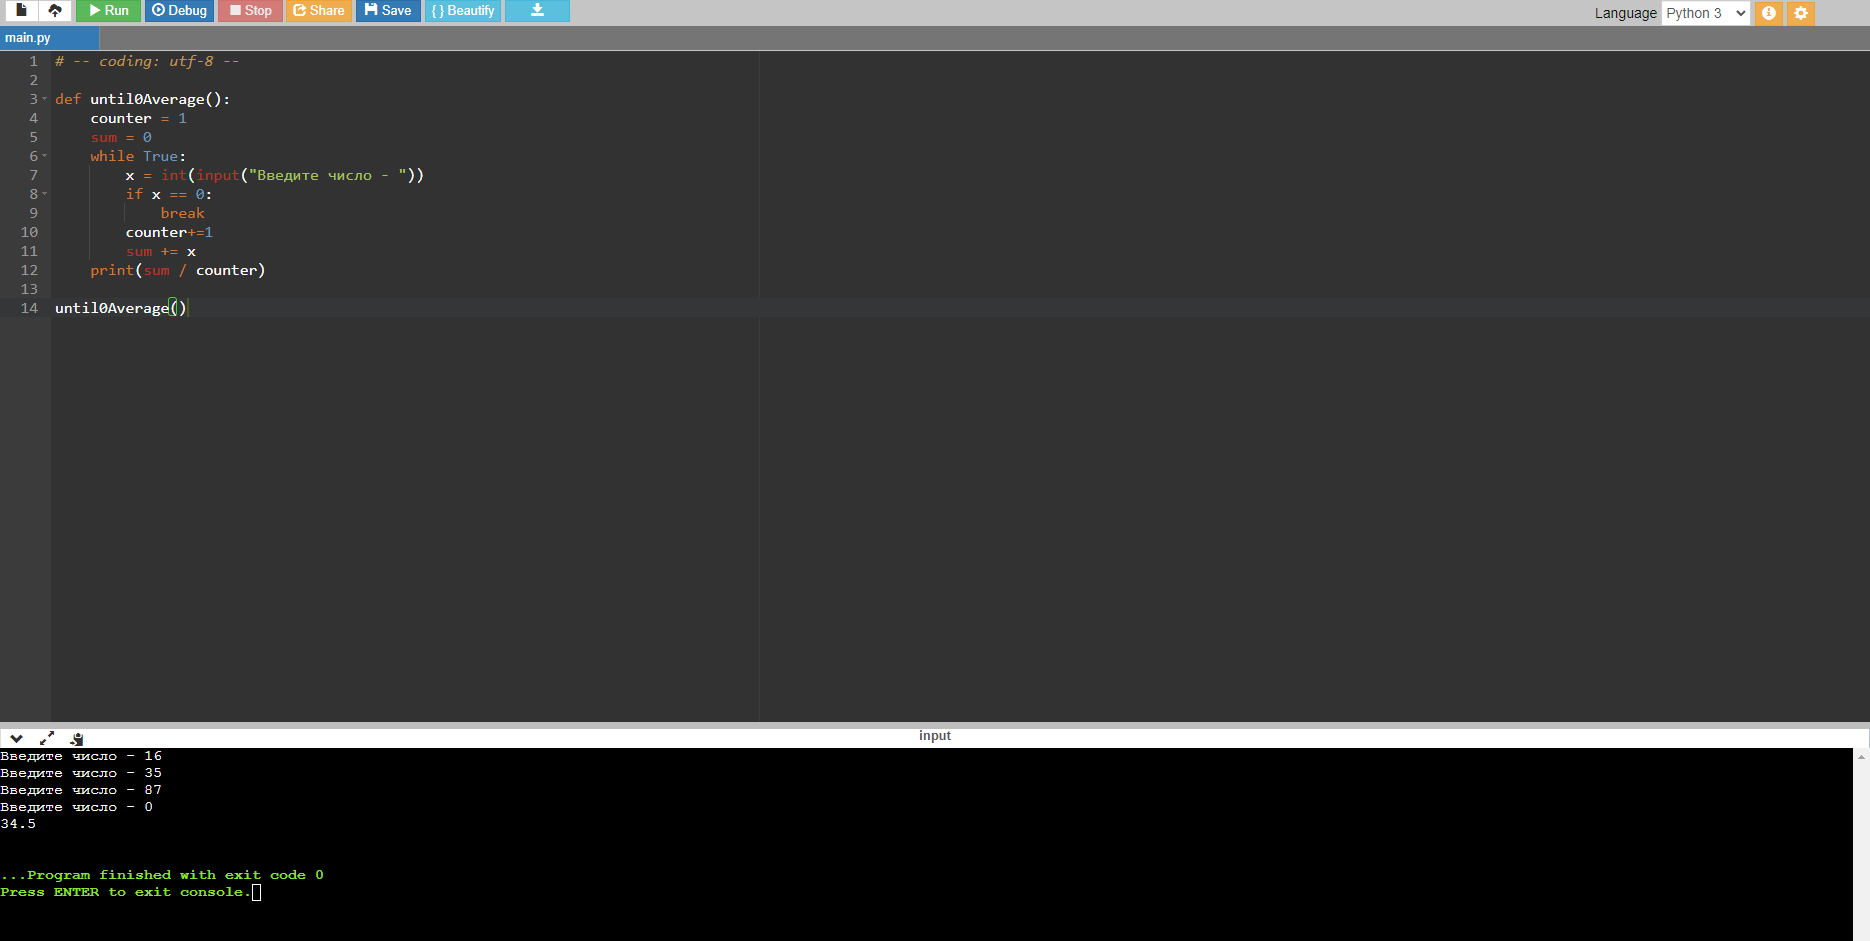 Run Debug Stop Share Save { } Beautify Language Python 3
main.py
1 # -- coding: utf-8 --
2
3 def until0Average():
4     counter = 1
5     sum = 0
6     while True:
7         x = int(input("Введите число - "))
8         if x == 0:
9             break
10         counter+=1
11         sum += x
12     print(sum / counter)
13
14 until0Average()
input
Введите число - 16
Введите число - 35
Введите число - 87
Введите число - 0
34.5
...Program finished with exit code 0
Press ENTER to exit console.